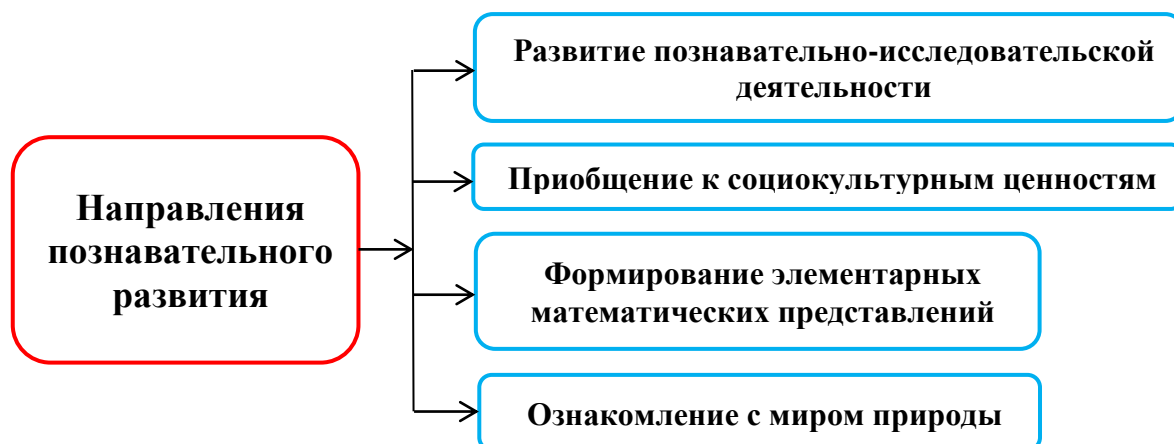 Направления
познавательного
развития
Развитие познавательно-исследовательской
деятельности
Приобщение к социокультурным ценностям
Формирование элементарных
математических представлений
Ознакомление с миром природы